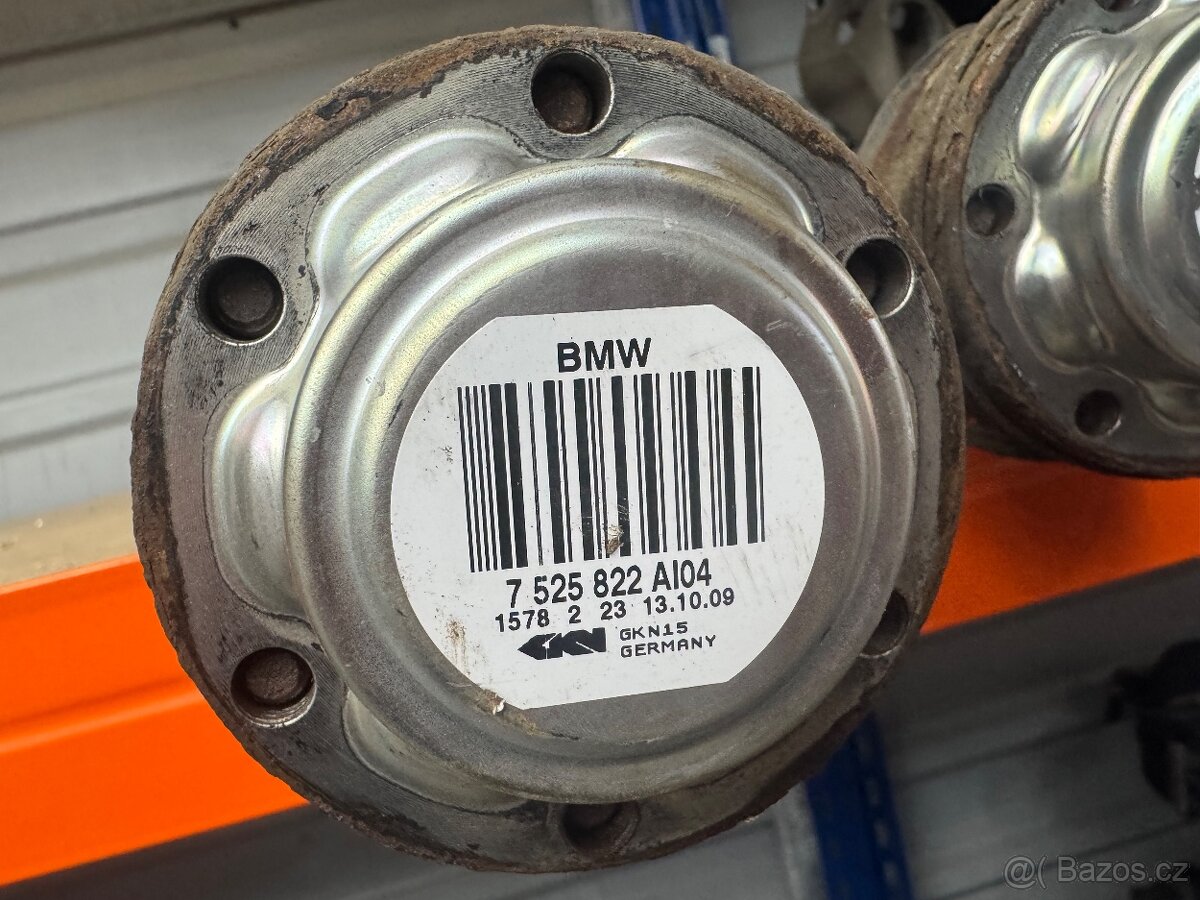 BMW
7 525 822 AI04
1578 2 23 13.10.09
GKN GKN15
GERMANY
@( Bazos.cz